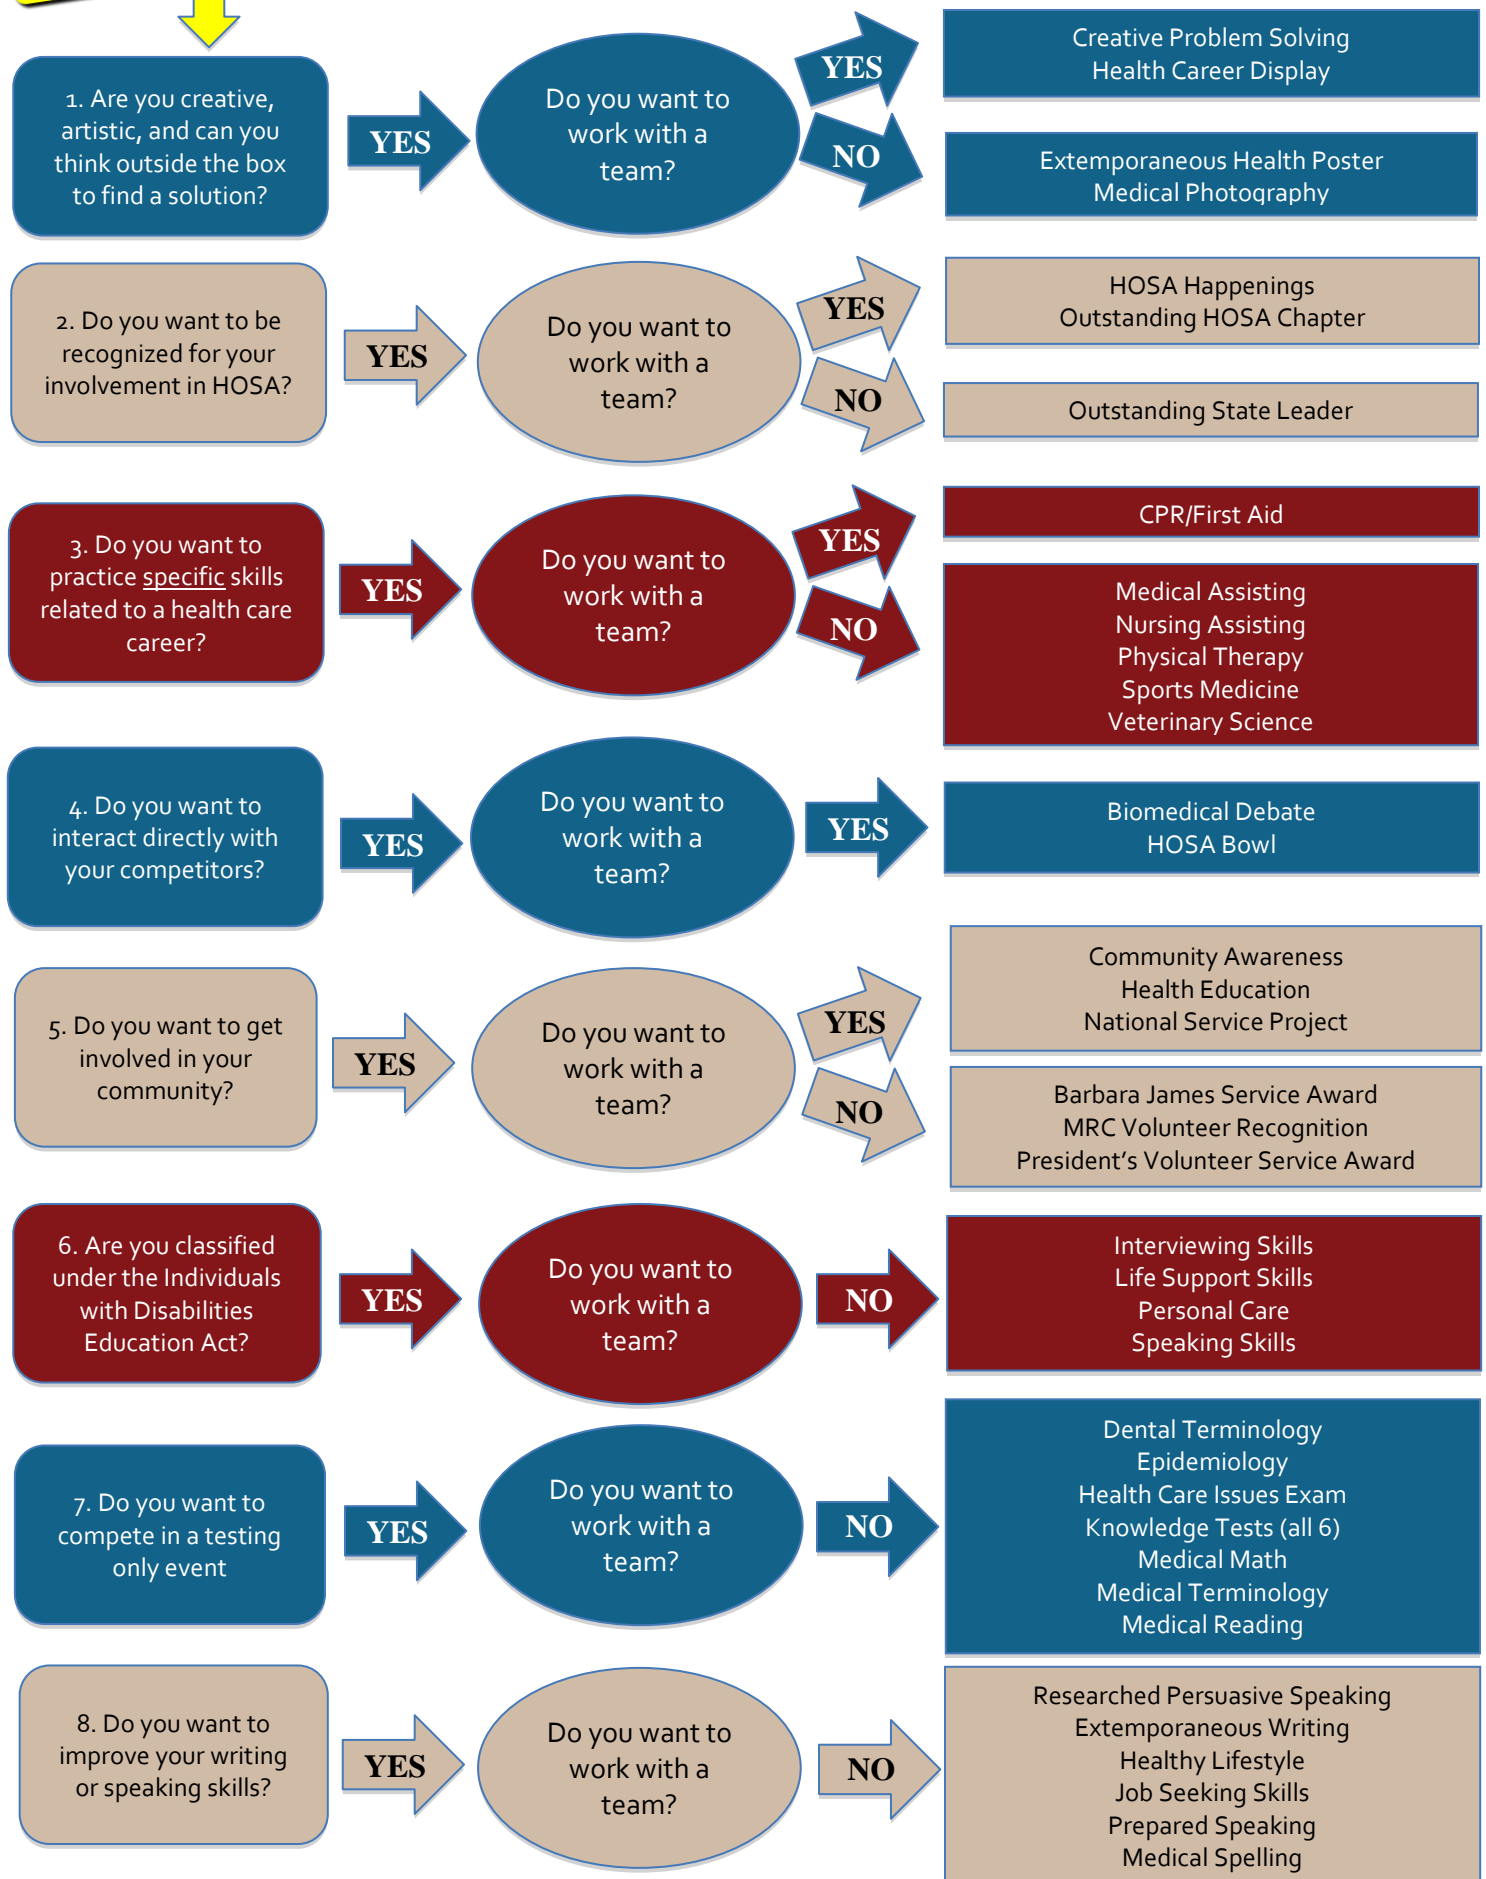 1. Are you creative,
artistic, and can you
think outside the box
to find a solution?
YES
Do you want to
work with a
team?
YES
Creative Problem Solving
Health Career Display
NO
Extemporaneous Health Poster
Medical Photography
2. Do you want to be
recognized for your
involvement in HOSA?
YES
Do you want to
work with a
team?
YES
HOSA Happenings
Outstanding HOSA Chapter
NO
Outstanding State Leader
3. Do you want to
practice specific skills
related to a health care
career?
YES
Do you want to
work with a
team?
YES
CPR/First Aid
NO
Medical Assisting
Nursing Assisting
Physical Therapy
Sports Medicine
Veterinary Science
4. Do you want to
interact directly with
your competitors?
YES
Do you want to
work with a
team?
YES
Biomedical Debate
HOSA Bowl
5. Do you want to get
involved in your
community?
YES
Do you want to
work with a
team?
YES
Community Awareness
Health Education
National Service Project
NO
Barbara James Service Award
MRC Volunteer Recognition
President's Volunteer Service Award
6. Are you classified
under the Individuals
with Disabilities
Education Act?
YES
Do you want to
work with a
team?
NO
Interviewing Skills
Life Support Skills
Personal Care
Speaking Skills
7. Do you want to
compete in a testing
only event
YES
Do you want to
work with a
team?
NO
Dental Terminology
Epidemiology
Health Care Issues Exam
Knowledge Tests (all 6)
Medical Math
Medical Terminology
Medical Reading
8. Do you want to
improve your writing
or speaking skills?
YES
Do you want to
work with a
team?
NO
Researched Persuasive Speaking
Extemporaneous Writing
Healthy Lifestyle
Job Seeking Skills
Prepared Speaking
Medical Spelling